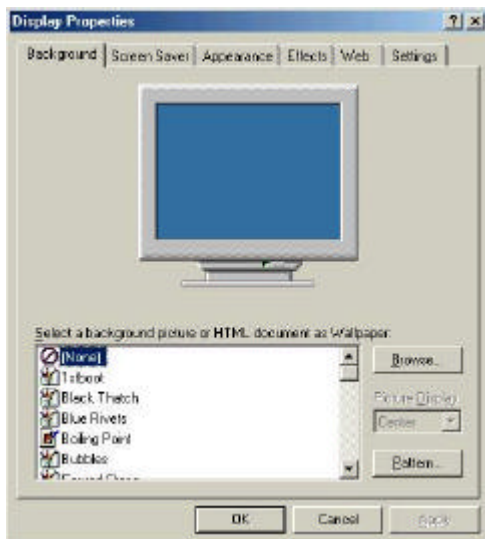 Display Properties
Background Screen Saver Appearance Effects Web Settings
Select a background picture or HTML document as Wallpaper:
(None)
1stboot
Black Thatch
Blue Rivets
Boiling Point
Bubbles
Browse...
Picture Display:
Center
Pattern...
OK Cancel Apply